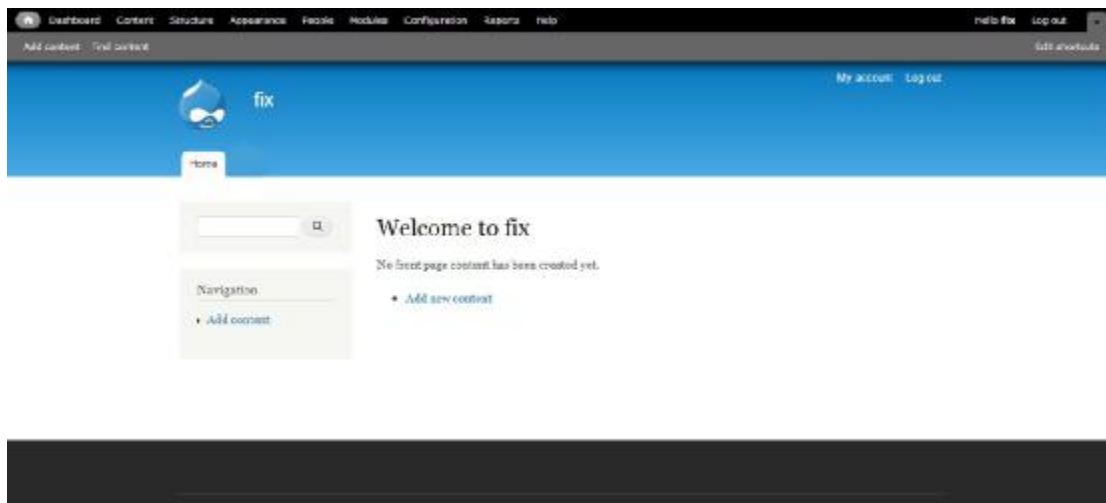 Dashboard Content Structure Appearance People Modules Configuration Reports Help Hello fix Log out
Add content Find content Edit shortcuts
My account Log out
fix
Home
Welcome to fix
No front page content has been created yet.
Navigation
Add new content
Add content